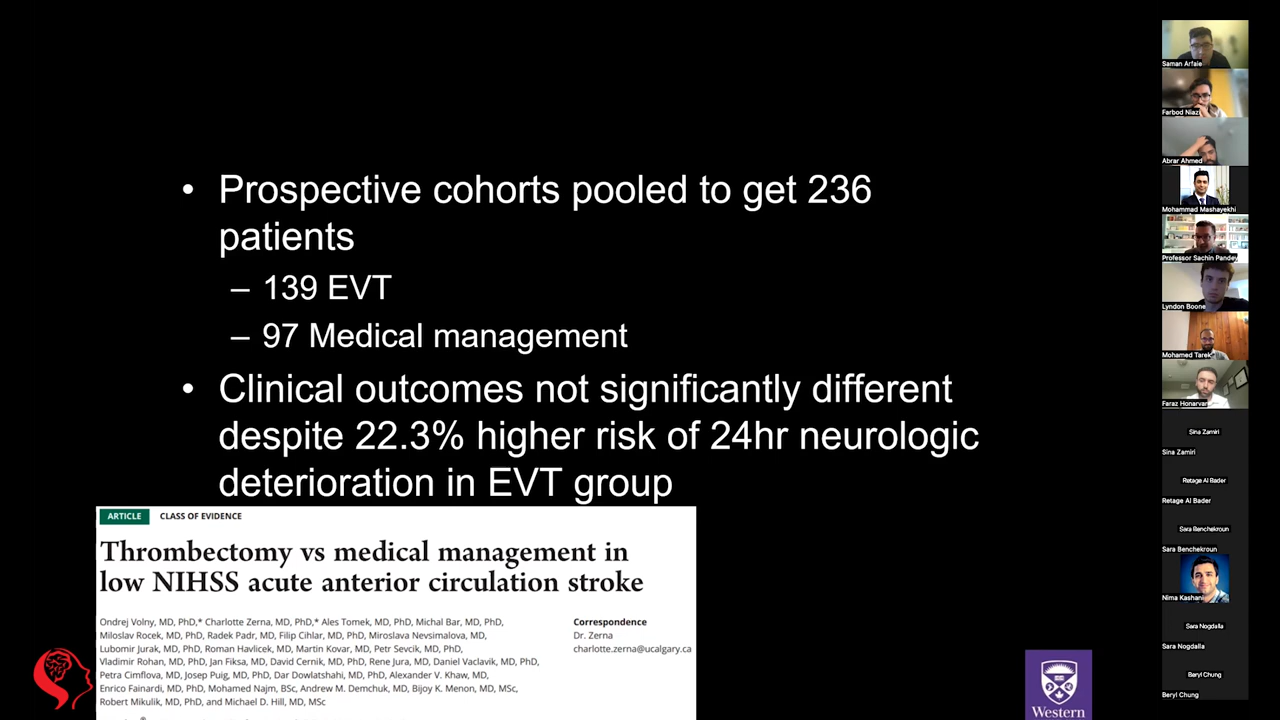 • Prospective cohorts pooled to get 236
patients
– 139 EVT
– 97 Medical management
• Clinical outcomes not significantly different
despite 22.3% higher risk of 24hr neurologic
deterioration in EVT group
ARTICLE CLASS OF EVIDENCE
Thrombectomy vs medical management in
low NIHSS acute anterior circulation stroke
Ondrej Volny, MD, PhD,* Charlotte Zerna, MD, PhD,* Ales Tomek, MD, PhD, Michal Bar, MD, PhD,
Miloslav Rocek, MD, PhD, Radek Padr, MD, Filip Cihlar, MD, PhD, Miroslava Nevsimalova, MD,
Lubomir Jurak, MD, PhD, Roman Havlicek, MD, Martin Kovar, MD, Petr Sevcik, MD, PhD,
Vladimir Rohan, MD, PhD, Jan Fiksa, MD, David Cernik, MD, PhD, Rene Jura, MD, Daniel Vaclavik, MD, PhD,
Petra Cimflova, MD, PhD, Josep Puig, MD, PhD, Dar Dowlatshahi, MD, PhD, Alexander V. Khaw, MD,
Enrico Fainardi, MD, PhD, Mohamed Najm, BSc, Andrew M. Demchuk, MD, Bijoy K. Menon, MD, MSc,
Robert Mikulik, MD, PhD, and Michael D. Hill, MD, MSc
Correspondence
Dr. Zerna
charlotte.zerna@ucalgary.ca
Western
Saman Arfaie
Farbod Niazi
Abrar Ahmed
Mohammad Mashayekhi
Professor Sachin Pandey
Lyndon Boone
Mohamed Tarek
Faraz Honarvar
Sina Zamiri
Sina Zamiri
Retage Al Bader
Retage Al Bader
Sara Benchekroun
Sara Benchekroun
Nima Kashani
Sara Nogdalla
Sara Nogdalla
Beryl Chung
Beryl Chung